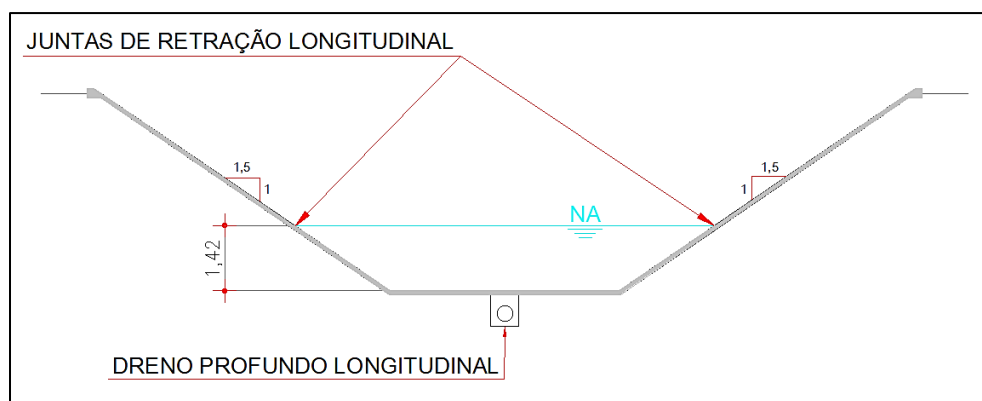 JUNTAS DE RETRAÇÃO LONGITUDINAL
1,5
1
1,5
1
NA
1,42
DRENO PROFUNDO LONGITUDINAL